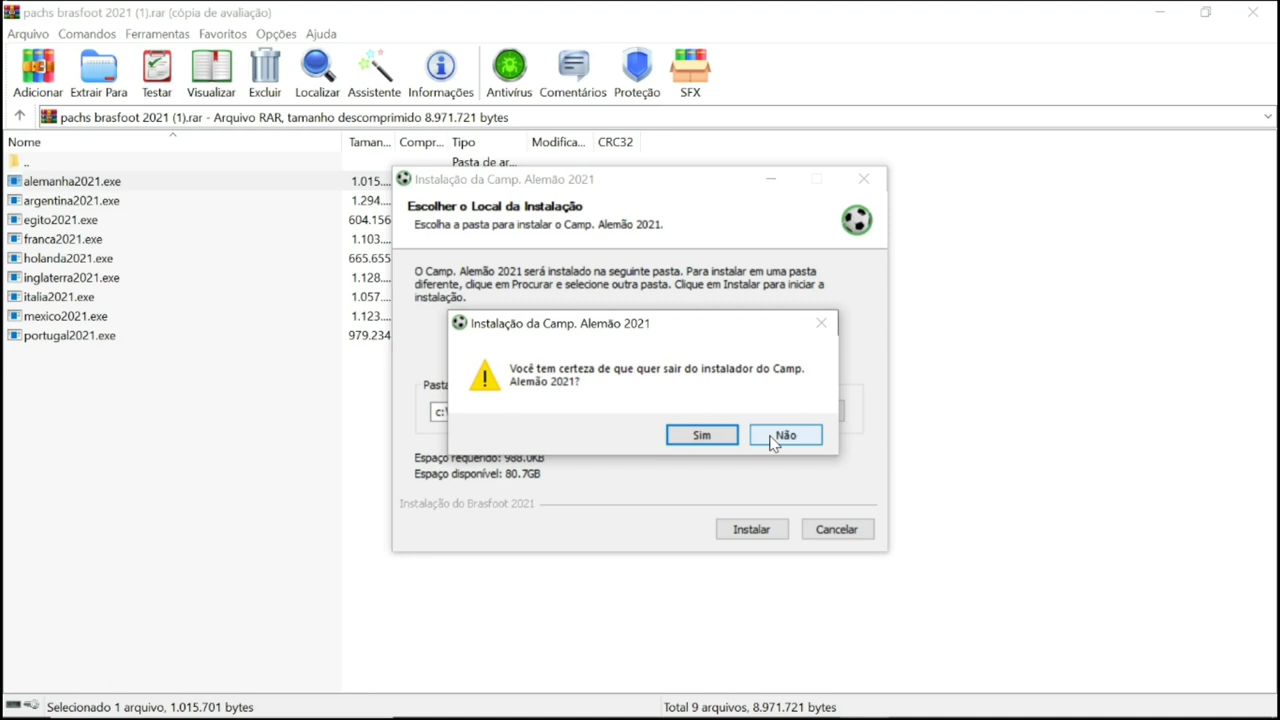 pachs brasfoot 2021 (1).rar (cópia de avaliação)
Arquivo Comandos Ferramentas Favoritos Opções Ajuda
Adicionar Extrair Para Testar Visualizar Excluir Localizar Assistente Informações Antivírus Comentários Proteção SFX
pachs brasfoot 2021 (1).rar - Arquivo RAR, tamanho descomprimido 8.971.721 bytes
Nome Taman... Compr... Tipo Modifica... CRC32
.. Pasta de ar...
alemanha2021.exe 1.015....
argentina2021.exe 1.294....
egito2021.exe 604.156
franca2021.exe 1.103....
holanda2021.exe 665.655
inglaterra2021.exe 1.128....
italia2021.exe 1.057....
mexico2021.exe 1.123....
portugal2021.exe 979.234
Instalação da Camp. Alemão 2021
Escolher o Local da Instalação
Escolha a pasta para instalar o Camp. Alemão 2021.
O Camp. Alemão 2021 será instalado na seguinte pasta. Para instalar em uma pasta
diferente, clique em Procurar e selecione outra pasta. Clique em Instalar para iniciar a
instalação.
Instalação da Camp. Alemão 2021
Você tem certeza de que quer sair do instalador do Camp.
Alemão 2021?
Sim Não
Pasta
c:\
Espaço requerido: 988.0KB
Espaço disponível: 80.7GB
Instalação do Brasfoot 2021
Instalar Cancelar
Selecionado 1 arquivo, 1.015.701 bytes Total 9 arquivos, 8.971.721 bytes